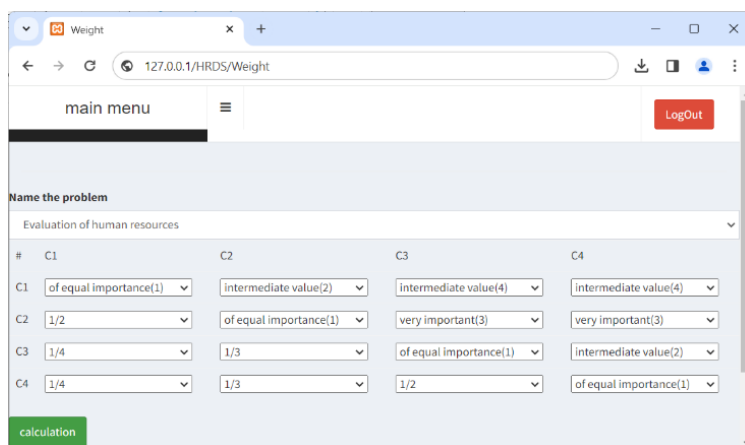 Weight
127.0.0.1/HRDS/Weight
main menu
LogOut
Name the problem
Evaluation of human resources
# C1 C2 C3 C4
C1 of equal importance(1) intermediate value(2) intermediate value(4) intermediate value(4)
C2 1/2 of equal importance(1) very important(3) very important(3)
C3 1/4 1/3 of equal importance(1) intermediate value(2)
C4 1/4 1/3 1/2 of equal importance(1)
calculation